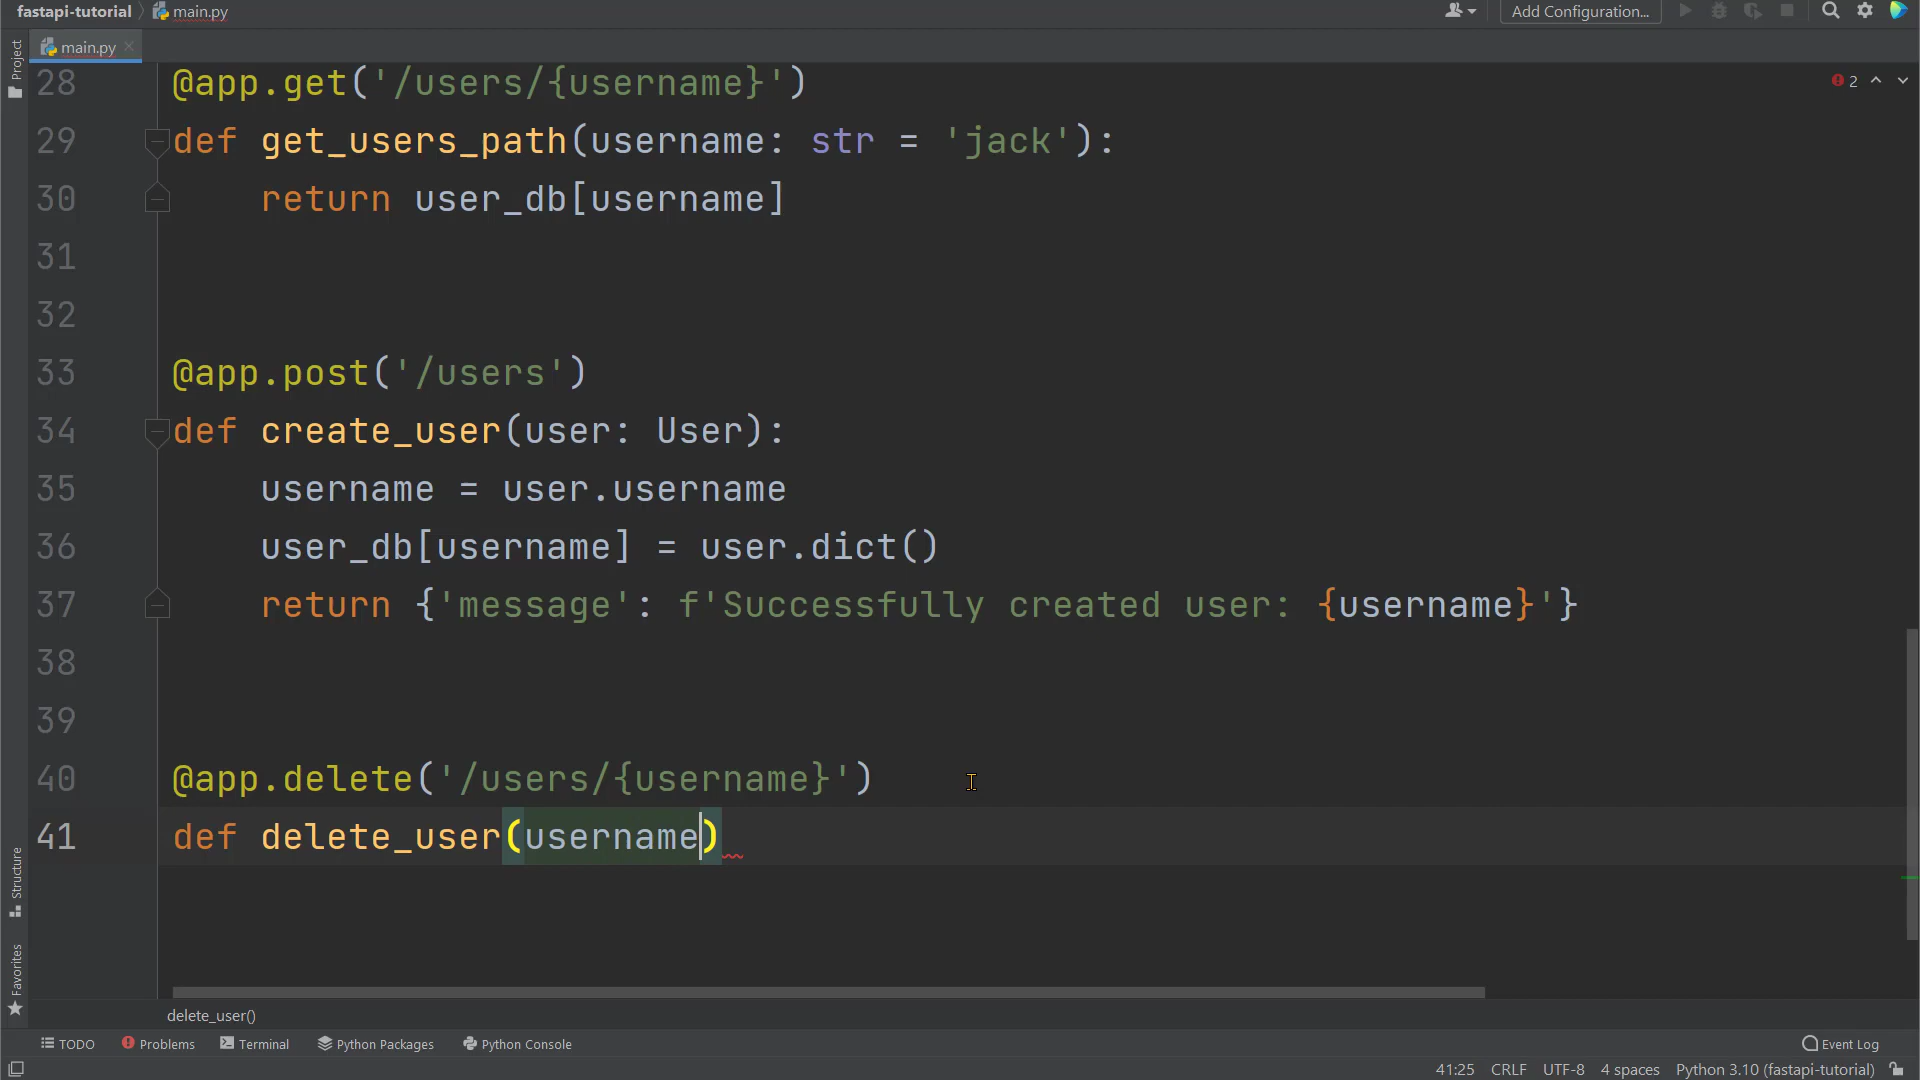 fastapi-tutorial main.py Add Configuration...
main.py
Project
2
28 @app.get('/users/{username}')
29 def get_users_path(username: str = 'jack'):
30 return user_db[username]
31
32
33 @app.post('/users')
34 def create_user(user: User):
35 username = user.username
36 user_db[username] = user.dict()
37 return {'message': f'Successfully created user: {username}'}
38
39
40 @app.delete('/users/{username}')
41 def delete_user(username)
Structure
Favorites
delete_user()
TODO Problems Terminal Python Packages Python Console Event Log
41:25 CRLF UTF-8 4 spaces Python 3.10 (fastapi-tutorial)